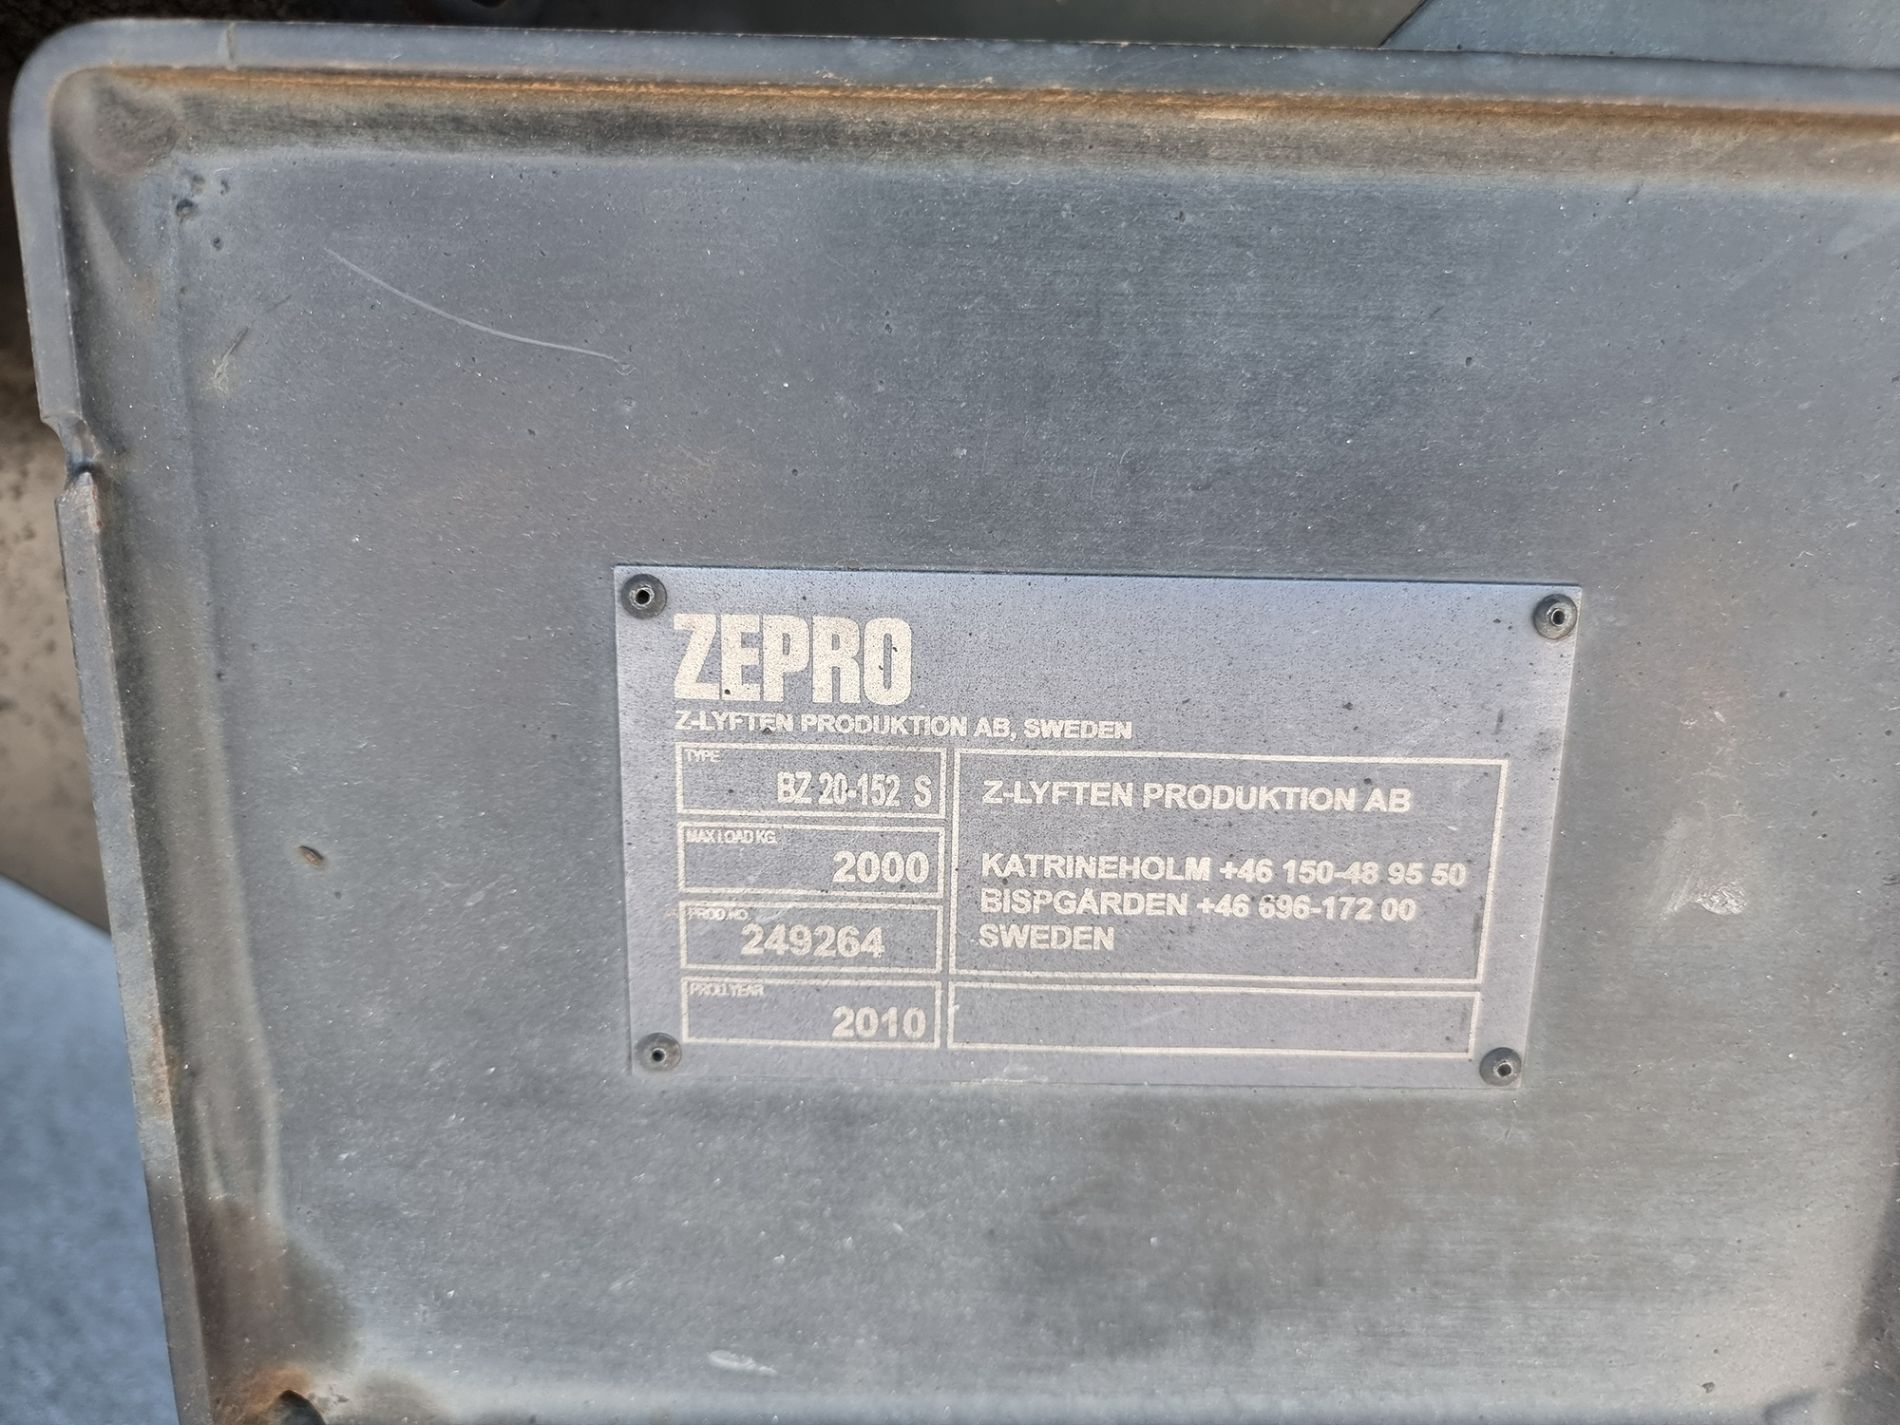 ZEPRO
Z-LYFTEN PRODUKTION AB, SWEDEN
TYPE
BZ 20-152 S
MAX LOAD KG.
2000
PROD NO.
249264
PROD.YEAR
2010
Z-LYFTEN PRODUKTION AB
KATRINEHOLM +46 150-48 95 50
BISPGÅRDEN +46 696-172 00
SWEDEN